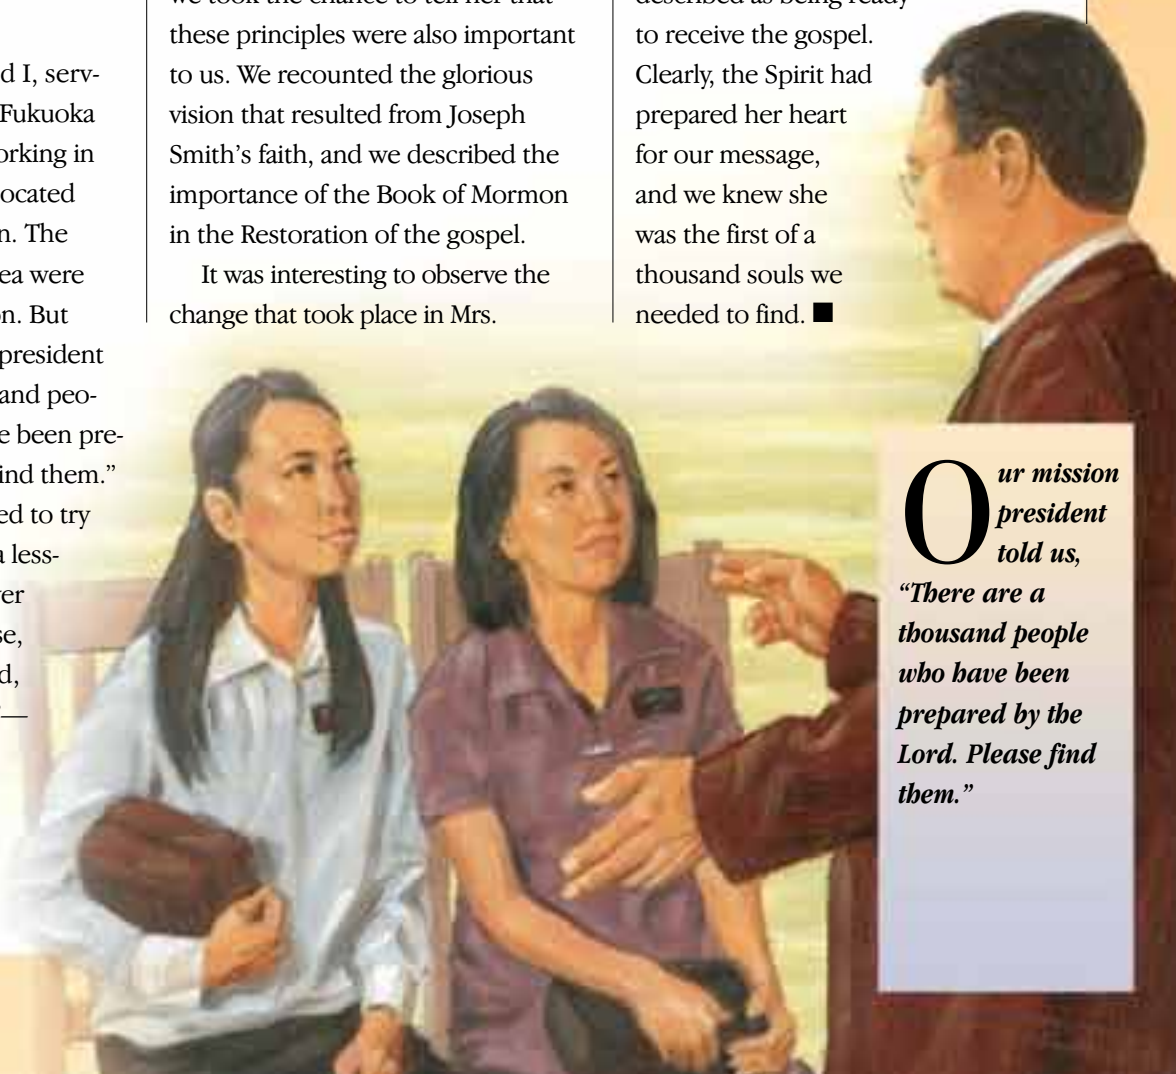 d I, serv-
Fukuoka
orking in
ocated
n. The
ea were
on. But
president
and peo-
e been pre-
ind them.”
ed to try
a less-
er
se,
d,
—
we took the chance to tell her that
these principles were also important
to us. We recounted the glorious
vision that resulted from Joseph
Smith’s faith, and we described the
importance of the Book of Mormon
in the Restoration of the gospel.
It was interesting to observe the
change that took place in Mrs.
described as being ready
to receive the gospel.
Clearly, the Spirit had
prepared her heart
for our message,
and we knew she
was the first of a
thousand souls we
needed to find. ■
Our mission
president
told us,
“There are a
thousand people
who have been
prepared by the
Lord. Please find
them.”